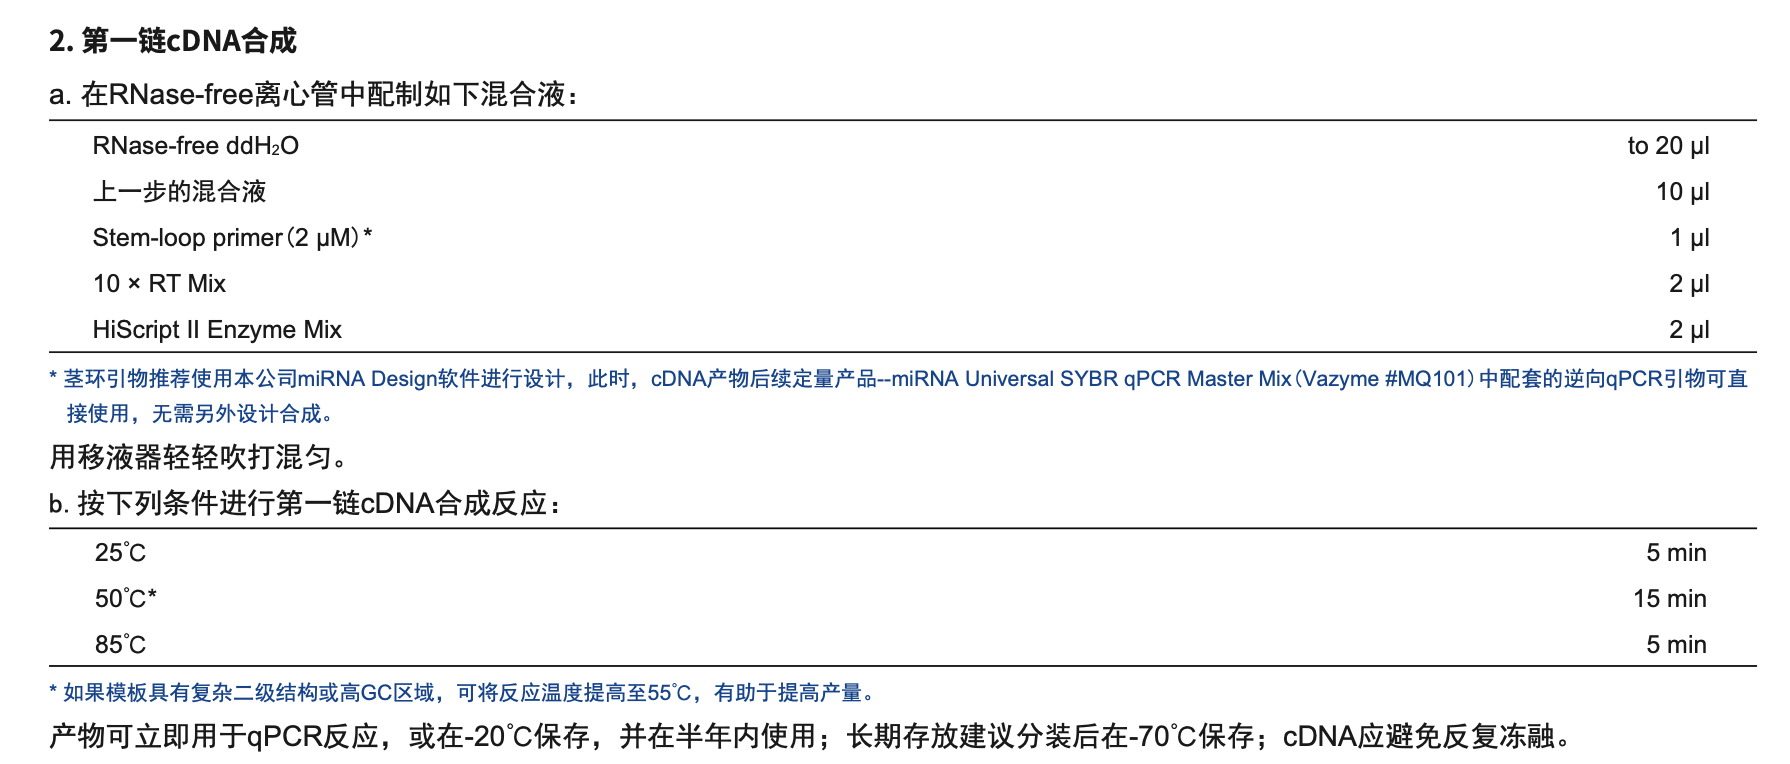 2. 第一链cDNA合成
a. 在RNase-free离心管中配制如下混合液：
RNase-free ddH₂O to 20 μl
上一步的混合液 10 μl
Stem-loop primer（2 μM）* 1 μl
10 × RT Mix 2 μl
HiScript II Enzyme Mix 2 μl
* 茎环引物推荐使用本公司miRNA Design软件进行设计，此时，cDNA产物后续定量产品--miRNA Universal SYBR qPCR Master Mix（Vazyme #MQ101）中配套的逆向qPCR引物可直
接使用，无需另外设计合成。
用移液器轻轻吹打混匀。
b. 按下列条件进行第一链cDNA合成反应：
25℃ 5 min
50℃* 15 min
85℃ 5 min
* 如果模板具有复杂二级结构或高GC区域，可将反应温度提高至55℃，有助于提高产量。
产物可立即用于qPCR反应，或在-20℃保存，并在半年内使用；长期存放建议分装后在-70℃保存；cDNA应避免反复冻融。